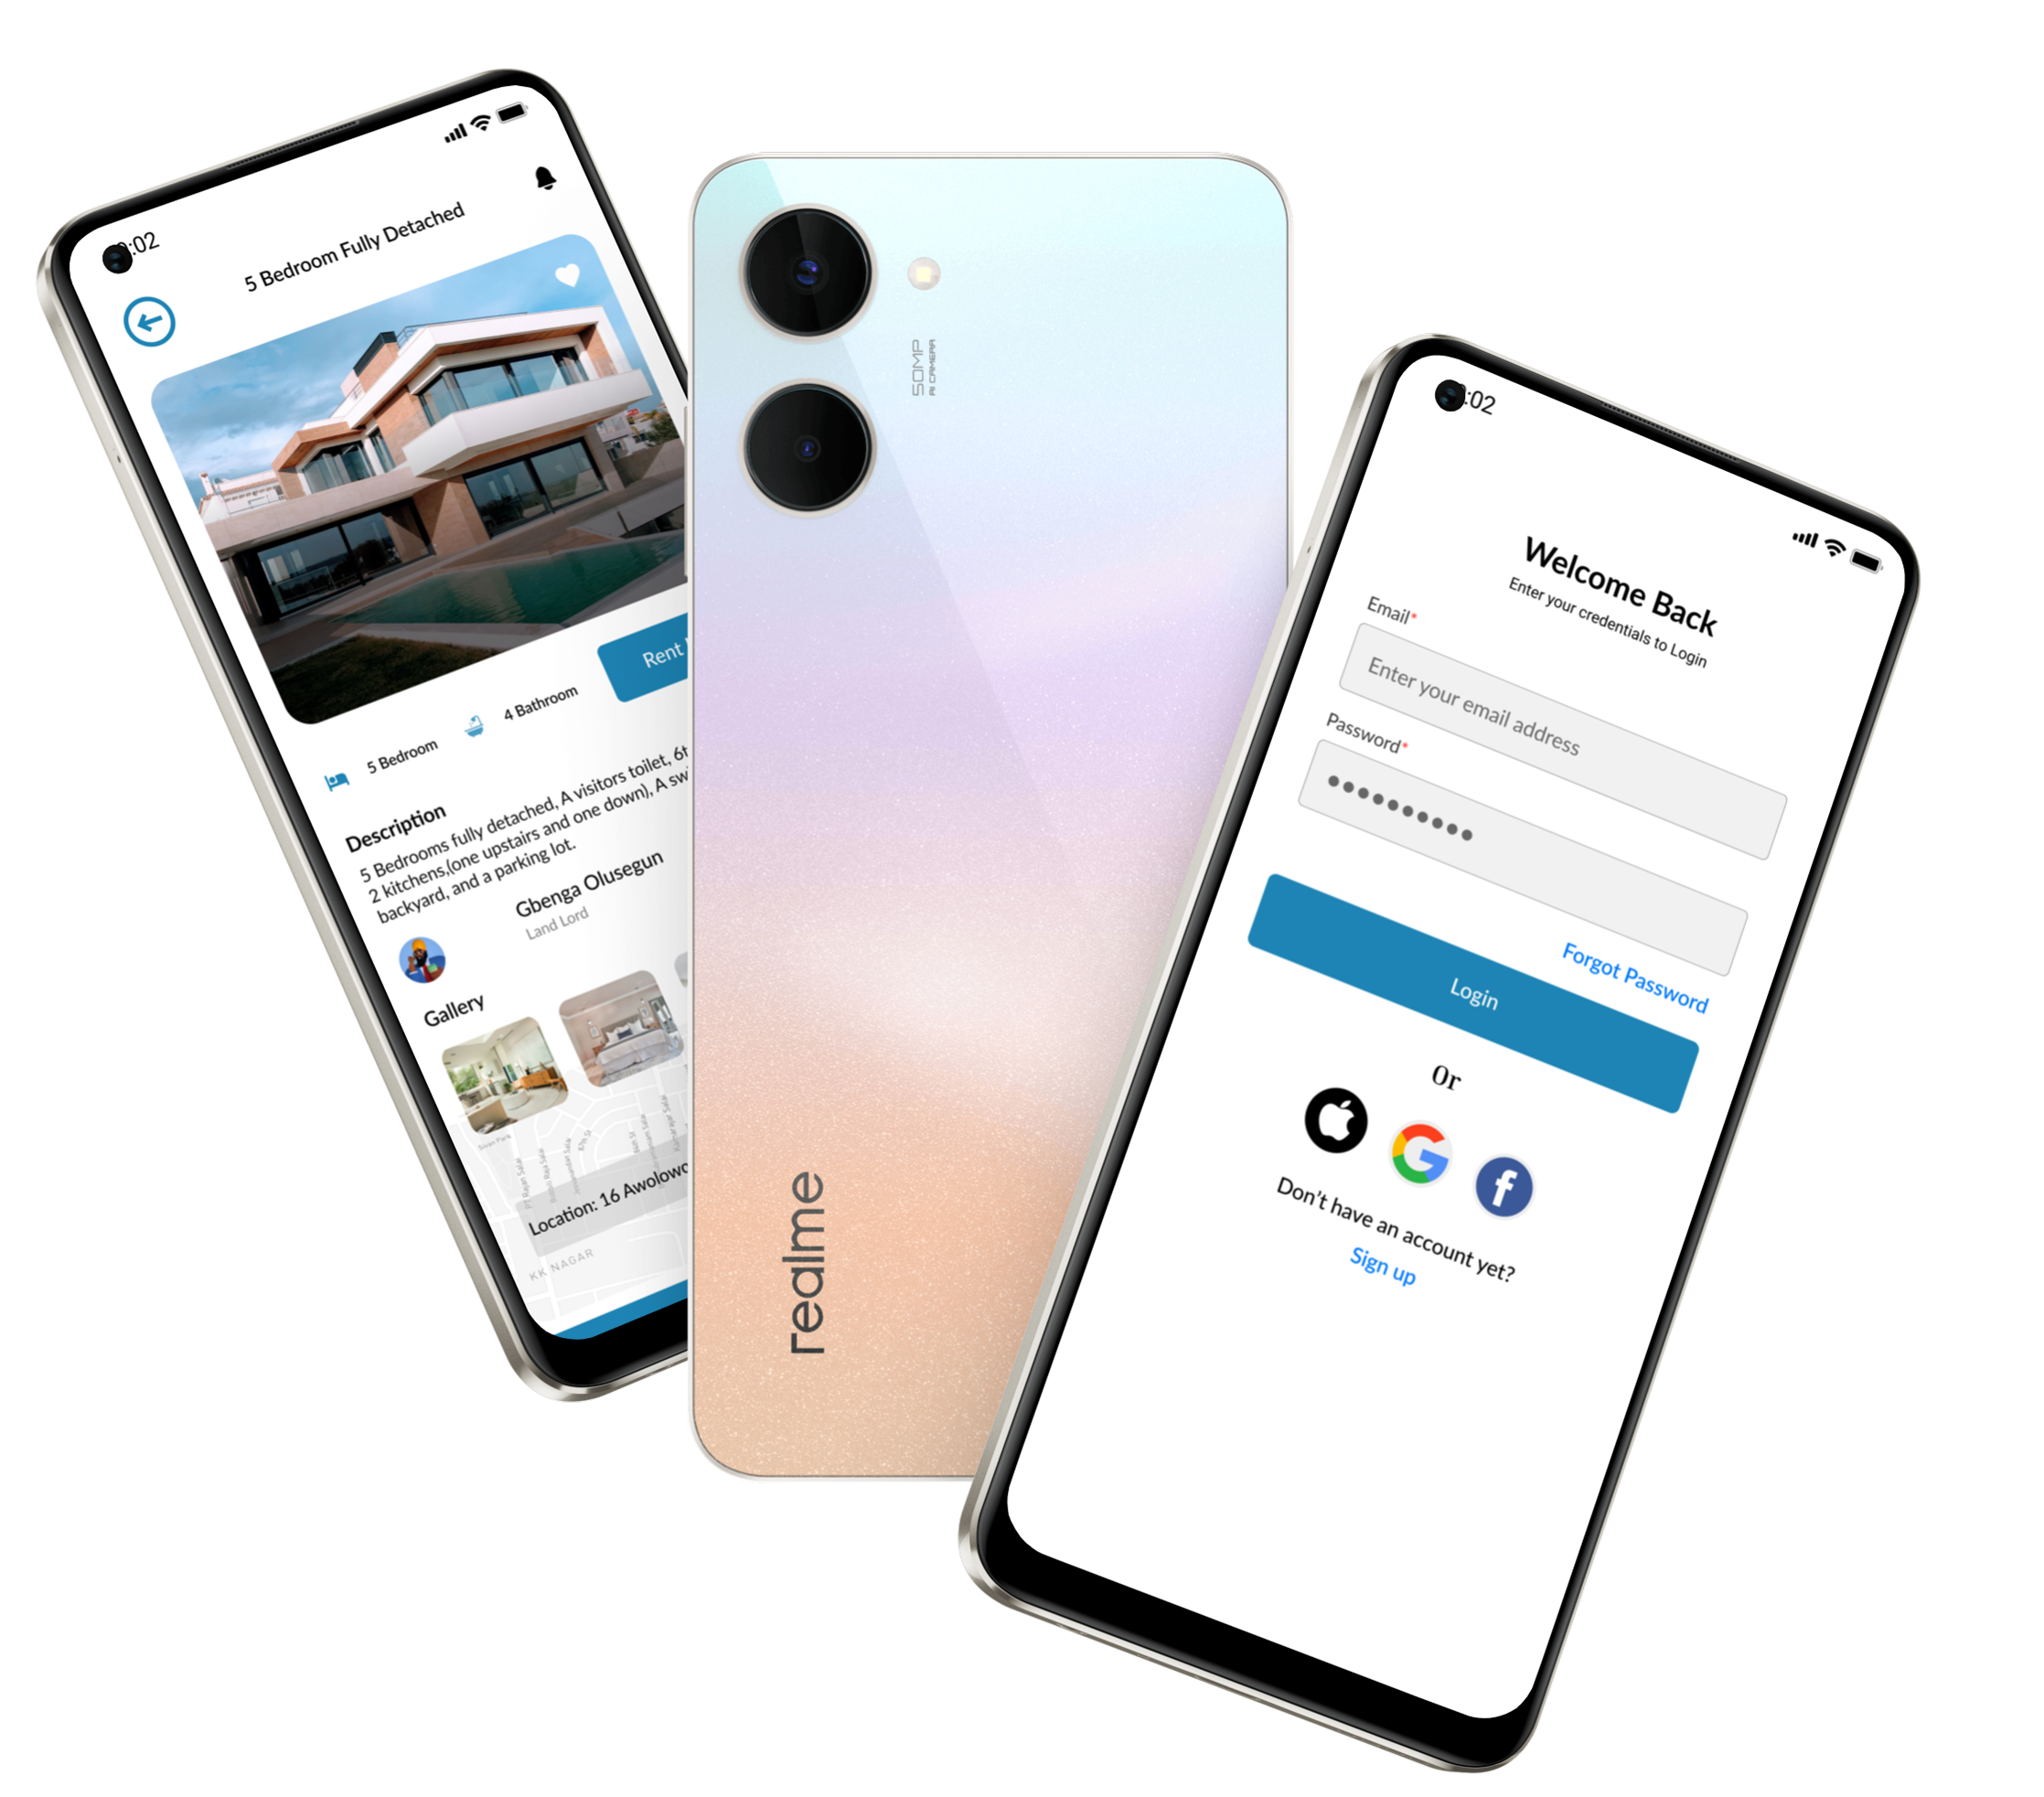 :02
5 Bedroom Fully Detached
Rent
5 Bedroom
4 Bathroom
Description
5 Bedrooms fully detached, A visitors toilet,
2 kitchens,(one upstairs and one down), A
backyard, and a parking lot.
Gbenga Olusegun
Land Lord
Gallery
Location: 16
KK NAGAR
50MP
AI CAMERA
realme
:02
Welcome Back
Enter your credentials to Login
Email*
Enter your email address
Password*
Forgot Password
Login
Or
Don't have an account yet?
Sign up